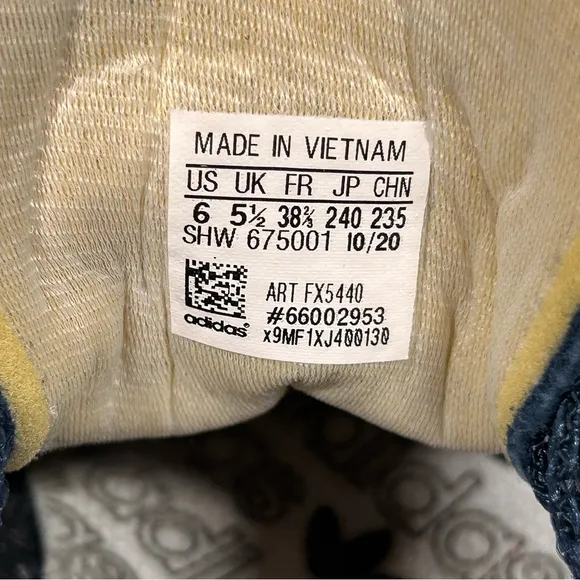 MADE IN VIETNAM
US UK FR JP CHN
6 5½ 38⅔ 240 235
SHW 675001 10/20
ART FX5440
#66002953
adidas®
x9MF1XJ400130
adidas